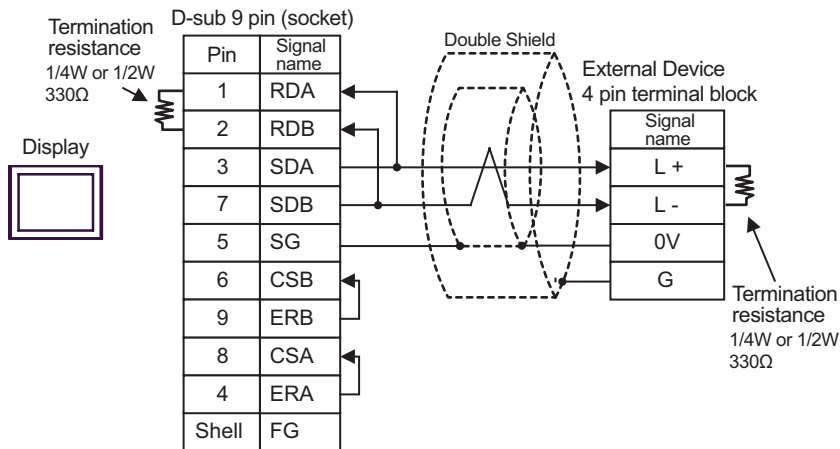 D-sub 9 pin (socket)
Termination
resistance
1/4W or 1/2W
330Ω
Display
Pin Signal name
1 RDA
2 RDB
3 SDA
7 SDB
5 SG
6 CSB
9 ERB
8 CSA
4 ERA
Shell FG
Double Shield
External Device
4 pin terminal block
Signal
name
L +
L -
0V
G
Termination
resistance
1/4W or 1/2W
330Ω